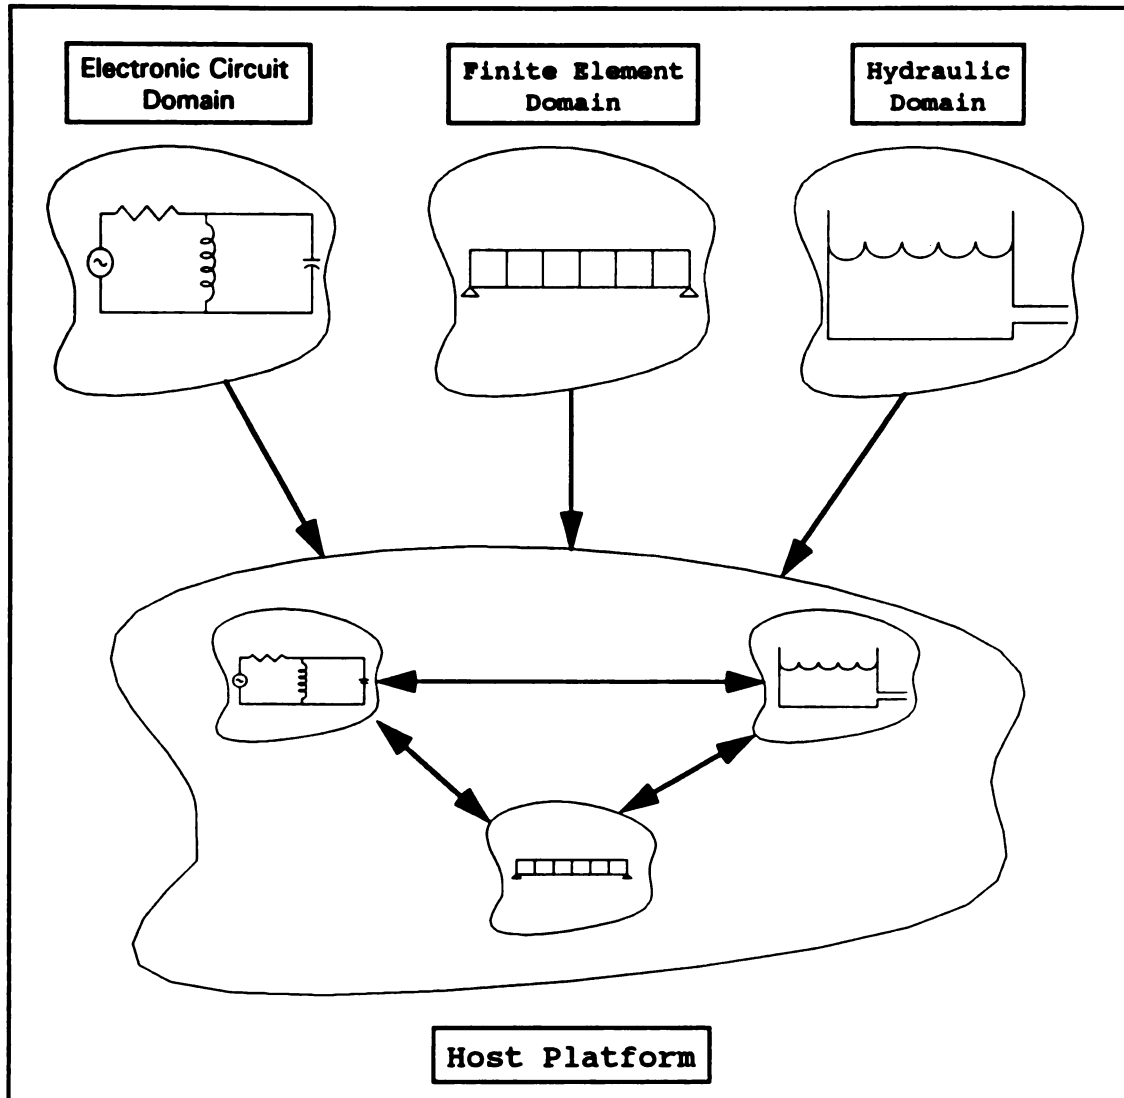 Electronic Circuit
Domain
Finite Element
Domain
Hydraulic
Domain
Host Platform